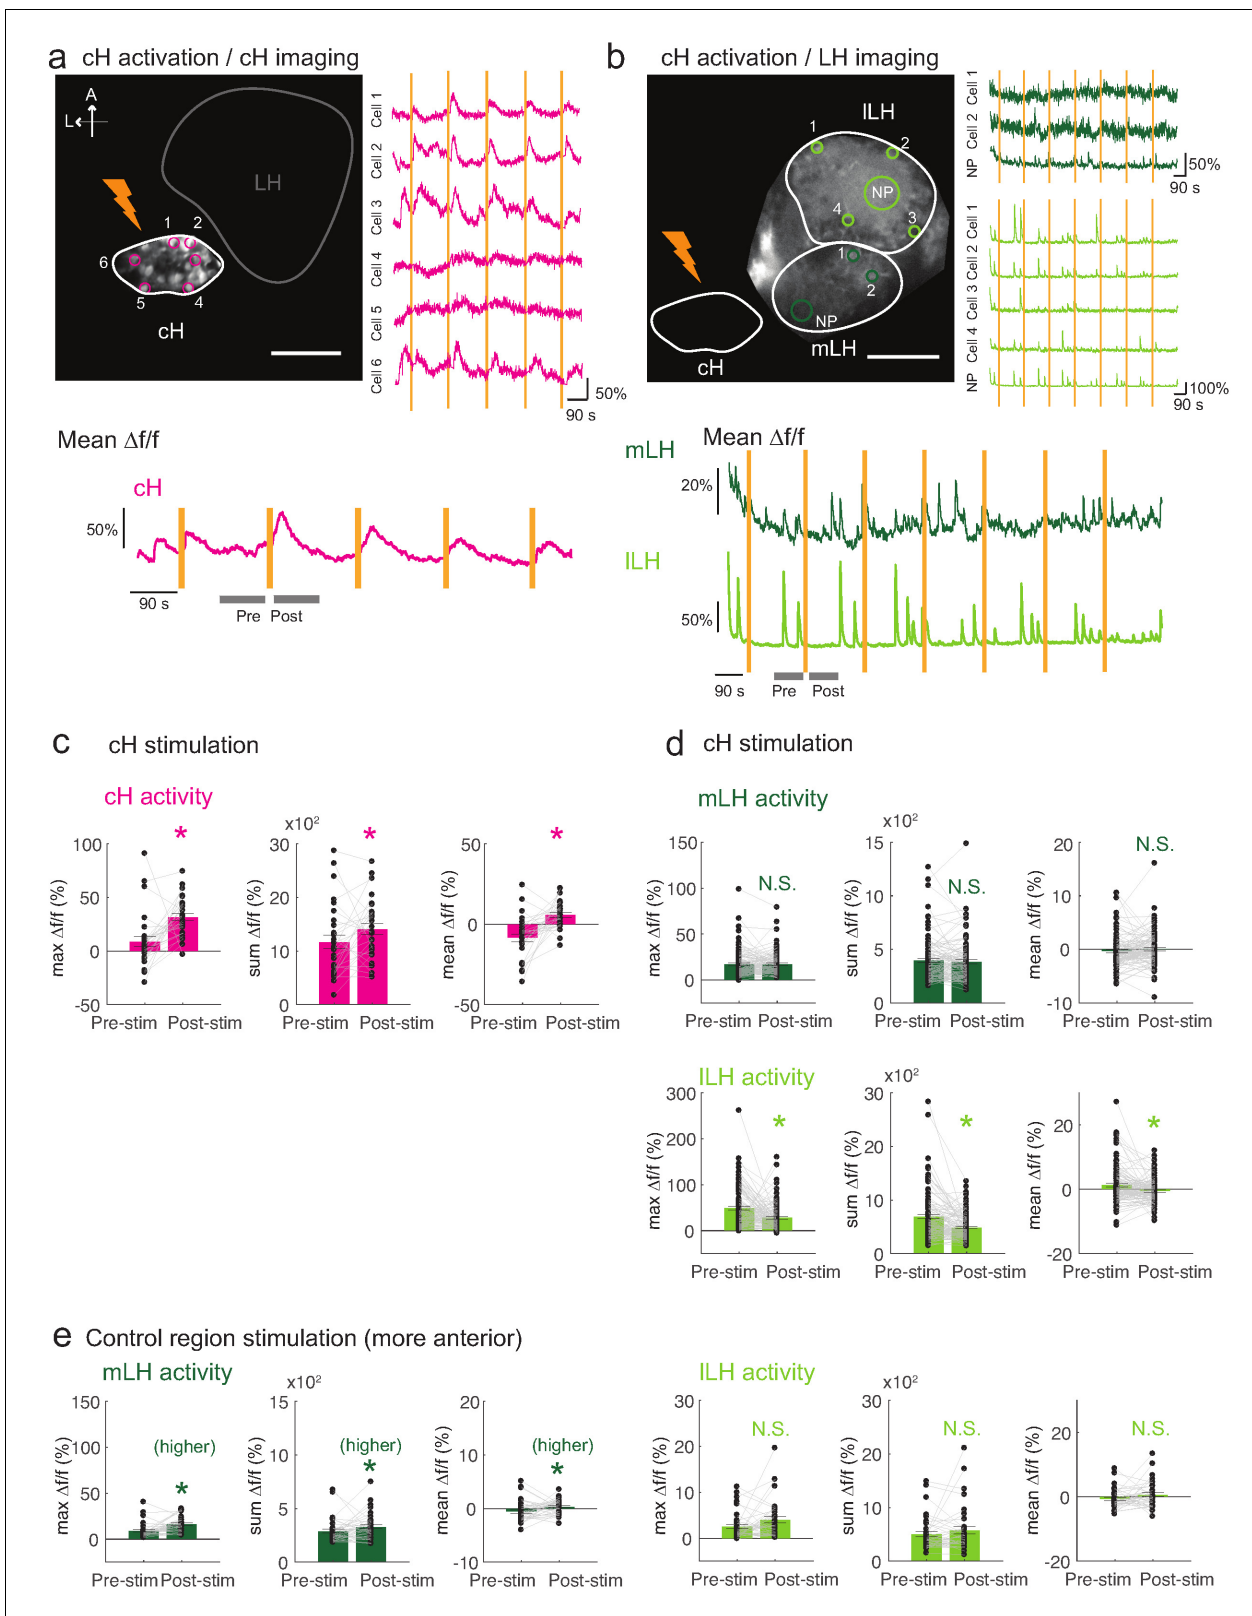 a cH activation / cH imaging
A
L
LH
1 2
6
5 4
cH
Cell 1
Cell 2
Cell 3
Cell 4
Cell 5
Cell 6
50%
90 s
Mean Δf/f
cH
50%
90 s
Pre Post
b cH activation / LH imaging
lLH
1
2
NP
4
3
1
2
NP
mLH
cH
Cell 1
Cell 2
NP
50%
90 s
Cell 1
Cell 2
Cell 3
Cell 4
NP
100%
90 s
Mean Δf/f
mLH
20%
lLH
50%
90 s
Pre Post
c cH stimulation
cH activity
max Δf/f (%)
100
50
0
-50
*
Pre-stim Post-stim
x10²
sum Δf/f (%)
30
20
10
0
*
Pre-stim Post-stim
mean Δf/f (%)
50
0
-50
*
Pre-stim Post-stim
d cH stimulation
mLH activity
max Δf/f (%)
150
100
50
0
N.S.
Pre-stim Post-stim
x10²
sum Δf/f (%)
15
10
5
0
N.S.
Pre-stim Post-stim
mean Δf/f (%)
20
10
0
-10
N.S.
Pre-stim Post-stim
lLH activity
max Δf/f (%)
300
200
100
0
*
Pre-stim Post-stim
x10²
sum Δf/f (%)
30
20
10
0
*
Pre-stim Post-stim
mean Δf/f (%)
20
0
-20
*
Pre-stim Post-stim
e Control region stimulation (more anterior)
mLH activity
max Δf/f (%)
150
100
50
0
(higher)
*
Pre-stim Post-stim
x10²
sum Δf/f (%)
15
10
5
0
(higher)
*
Pre-stim Post-stim
mean Δf/f (%)
20
10
0
-10
(higher)
*
Pre-stim Post-stim
lLH activity
max Δf/f (%)
30
20
10
0
N.S.
Pre-stim Post-stim
x10²
sum Δf/f (%)
30
20
10
0
N.S.
Pre-stim Post-stim
mean Δf/f (%)
20
0
-20
N.S.
Pre-stim Post-stim